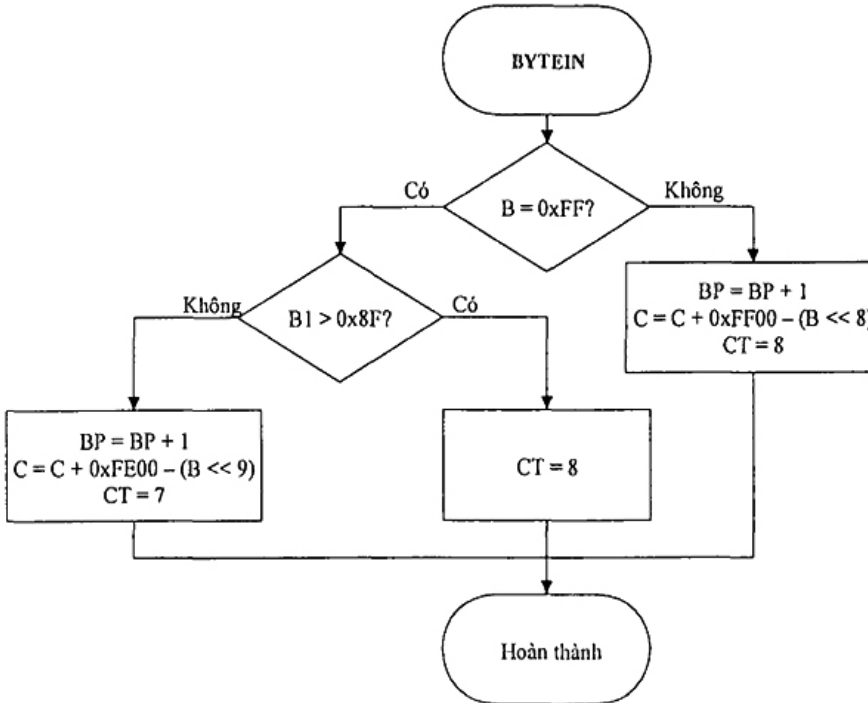 BYTEIN
B = 0xFF?
Có
Không
B1 > 0x8F?
Không
Có
BP = BP + 1
C = C + 0xFF00 – (B << 8)
CT = 8
BP = BP + 1
C = C + 0xFE00 – (B << 9)
CT = 7
CT = 8
Hoàn thành